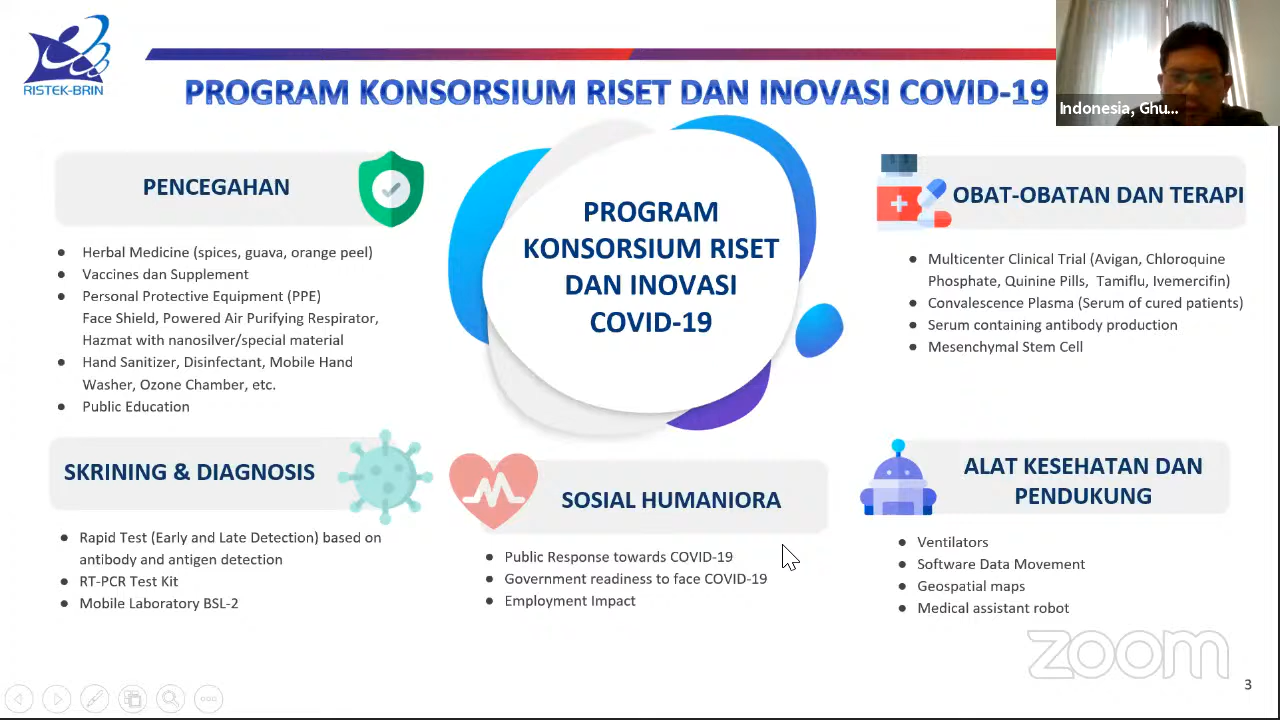 RISTEK-BRIN
PROGRAM KONSORSIUM RISET DAN INOVASI COVID-19
Indonesia, Ghu...
PENCEGAHAN
● Herbal Medicine (spices, guava, orange peel)
● Vaccines dan Supplement
● Personal Protective Equipment (PPE)
Face Shield, Powered Air Purifying Respirator,
Hazmat with nanosilver/special material
● Hand Sanitizer, Disinfectant, Mobile Hand
Washer, Ozone Chamber, etc.
● Public Education
PROGRAM
KONSORSIUM RISET
DAN INOVASI
COVID-19
OBAT-OBATAN DAN TERAPI
● Multicenter Clinical Trial (Avigan, Chloroquine
Phosphate, Quinine Pills, Tamiflu, Ivemercifin)
● Convalescence Plasma (Serum of cured patients)
● Serum containing antibody production
● Mesenchymal Stem Cell
SKRINING & DIAGNOSIS
● Rapid Test (Early and Late Detection) based on
antibody and antigen detection
● RT-PCR Test Kit
● Mobile Laboratory BSL-2
SOSIAL HUMANIORA
● Public Response towards COVID-19
● Government readiness to face COVID-19
● Employment Impact
ALAT KESEHATAN DAN
PENDUKUNG
● Ventilators
● Software Data Movement
● Geospatial maps
● Medical assistant robot
zoom
3